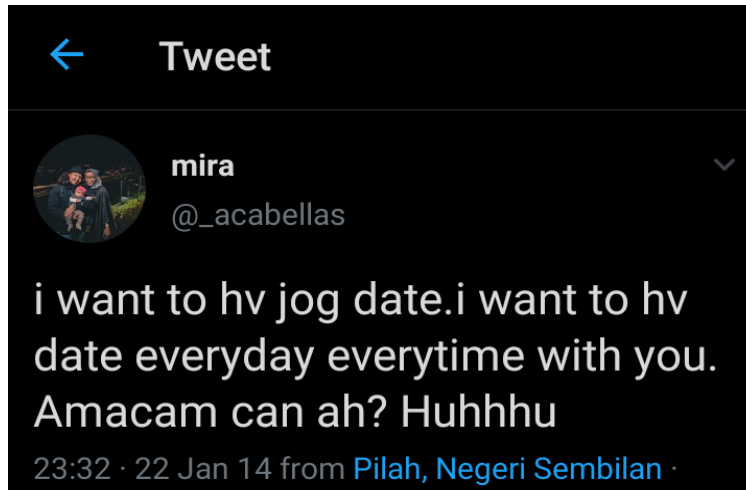 Tweet
mira
@_acabellas
i want to hv jog date.i want to hv
date everyday everytime with you.
Amacam can ah? Huhhhu
23:32 · 22 Jan 14 from Pilah, Negeri Sembilan ·